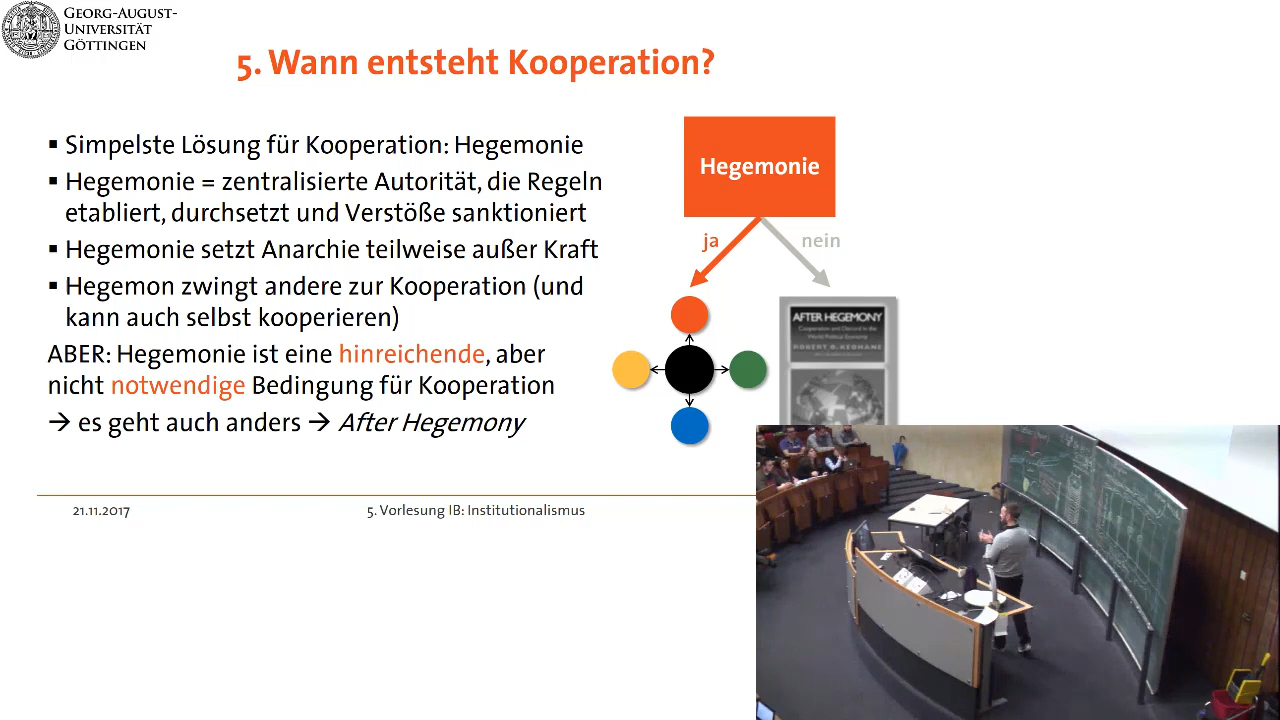 GEORG-AUGUST-
UNIVERSITÄT
GÖTTINGEN
5. Wann entsteht Kooperation?
▪ Simpelste Lösung für Kooperation: Hegemonie
▪ Hegemonie = zentralisierte Autorität, die Regeln
etabliert, durchsetzt und Verstöße sanktioniert
▪ Hegemonie setzt Anarchie teilweise außer Kraft
▪ Hegemon zwingt andere zur Kooperation (und
kann auch selbst kooperieren)
ABER: Hegemonie ist eine hinreichende, aber
nicht notwendige Bedingung für Kooperation
→ es geht auch anders → After Hegemony
Hegemonie
ja
nein
AFTER HEGEMONY
Cooperation and Discord in the
World Political Economy
ROBERT O. KEOHANE
21.11.2017
5. Vorlesung IB: Institutionalismus